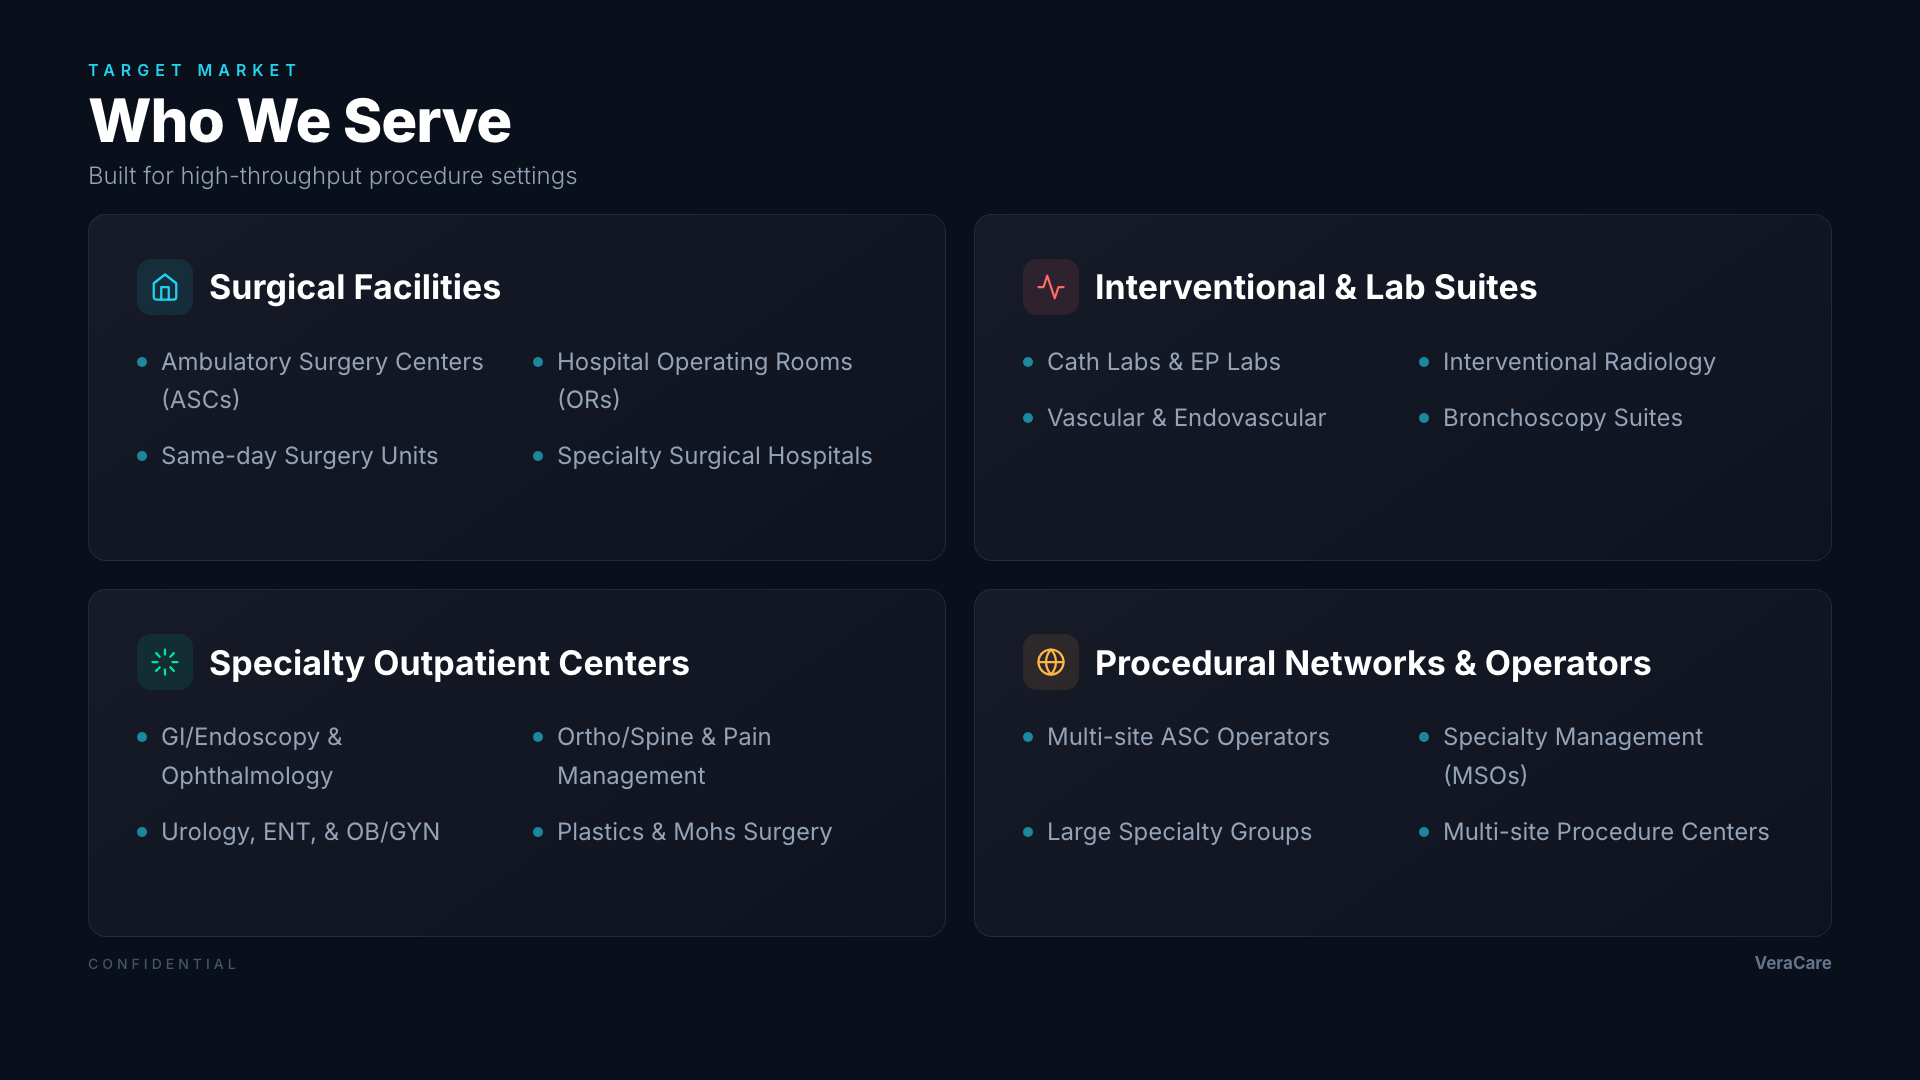 TARGET MARKET
Who We Serve
Built for high-throughput procedure settings
Surgical Facilities
Ambulatory Surgery Centers
(ASCs)
Hospital Operating Rooms
(ORs)
Same-day Surgery Units
Specialty Surgical Hospitals
Interventional & Lab Suites
Cath Labs & EP Labs
Interventional Radiology
Vascular & Endovascular
Bronchoscopy Suites
Specialty Outpatient Centers
GI/Endoscopy &
Ophthalmology
Ortho/Spine & Pain
Management
Urology, ENT, & OB/GYN
Plastics & Mohs Surgery
Procedural Networks & Operators
Multi-site ASC Operators
Specialty Management
(MSOs)
Large Specialty Groups
Multi-site Procedure Centers
CONFIDENTIAL
VeraCare